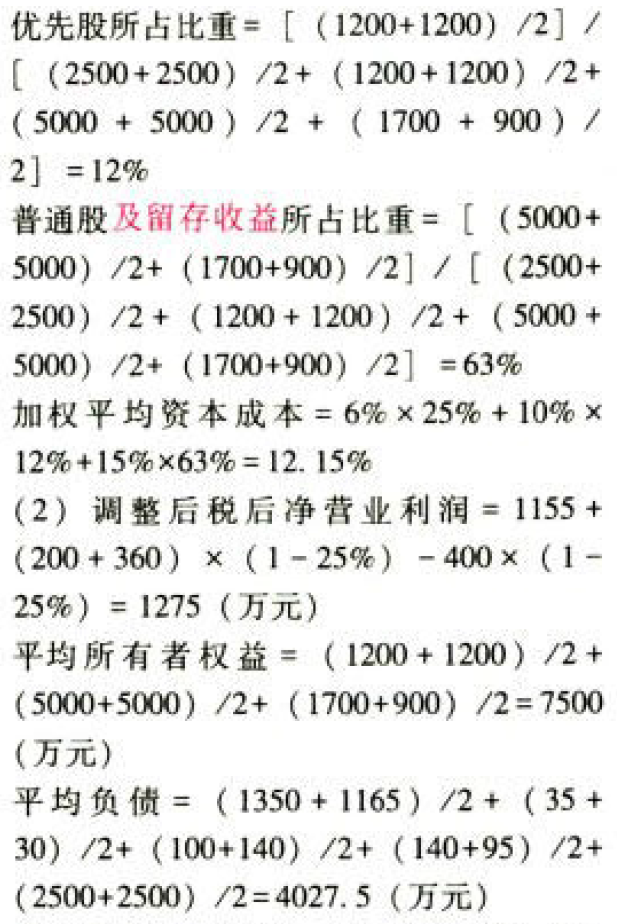 优先股所占比重=［（1200+1200）/2］/
［（2500+2500）/2+（1200+1200）/2+
（5000 + 5000）/2 +（1700 + 900）/
2］=12%
普通股及留存收益所占比重=［（5000+
5000）/2+（1700+900）/2］/［（2500+
2500）/2+（1200+1200）/2+（5000+
5000）/2+（1700+900）/2］=63%
加权平均资本成本=6%×25%+10%×
12%+15%×63%=12.15%
（2）调整后税后净营业利润=1155+
（200+360）×（1-25%）-400×（1-
25%）=1275（万元）
平均所有者权益=（1200+1200）/2+
（5000+5000）/2+（1700+900）/2=7500
（万元）
平均负债=（1350+1165）/2+（35+
30）/2+（100+140）/2+（140+95）/2+
（2500+2500）/2=4027.5（万元）